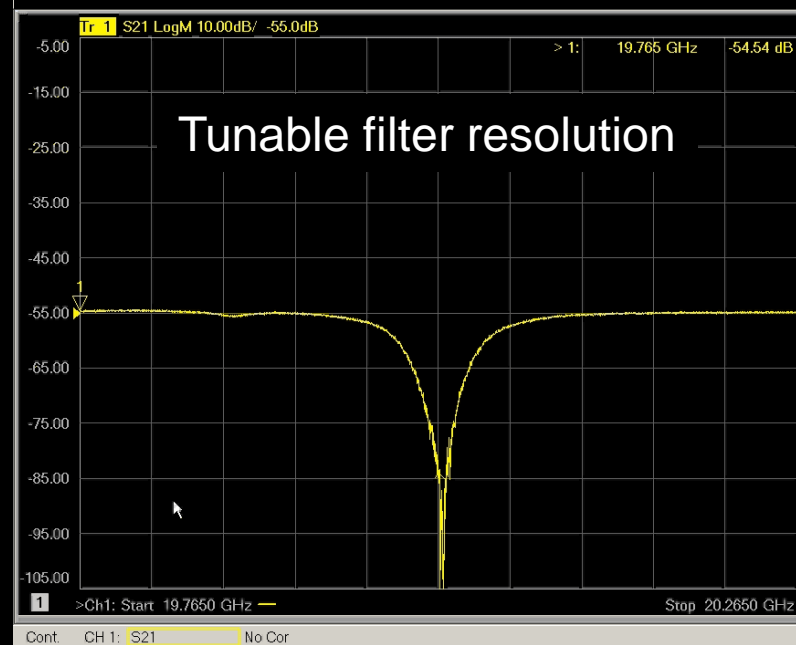 Tr 1 S21 LogM 10.00dB/ -55.0dB
-5.00
> 1: 19.765 GHz -54.54 dB
-15.00
Tunable filter resolution
-25.00
-35.00
-45.00
1
-55.00
-65.00
-75.00
-85.00
-95.00
-105.00
1 >Ch1: Start 19.7650 GHz Stop 20.2650 GHz
Cont. CH 1: S21 No Cor